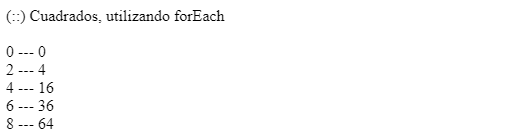 (::) Cuadrados, utilizando forEach
0 --- 0
2 --- 4
4 --- 16
6 --- 36
8 --- 64